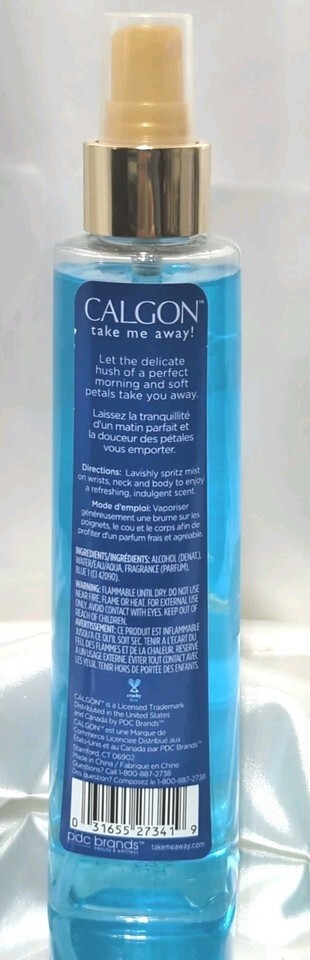 CALGON™
take me away!
Let the delicate
hush of a perfect
morning and soft
petals take you away.
Laissez la tranquillité
d'un matin parfait et
la douceur des pétales
vous emporter.
Directions: Lavishly spritz mist
on wrists, neck and body to enjoy
a refreshing, indulgent scent.
Mode d'emploi: Vaporiser
généreusement une brume sur les
poignets, le cou et le corps afin de
profiter d'un parfum frais et agréable.
INGREDIENTS/INGRÉDIENTS: ALCOHOL (DENAT.),
WATER/EAU/AQUA, FRAGRANCE (PARFUM),
BLUE 1 (CI 42090).
WARNING: FLAMMABLE UNTIL DRY. DO NOT USE
NEAR FIRE, FLAME OR HEAT. FOR EXTERNAL USE
ONLY. AVOID CONTACT WITH EYES. KEEP OUT OF
REACH OF CHILDREN.
AVERTISSEMENT: CE PRODUIT EST INFLAMMABLE
JUSQU'À CE QU'IL SOIT SEC. TENIR À L'ÉCART DU
FEU, DES FLAMMES ET DE LA CHALEUR. RÉSERVÉ
À UN USAGE EXTERNE. ÉVITER TOUT CONTACT AVEC
LES YEUX. TENIR HORS DE PORTÉE DES ENFANTS.
cruelty
free
CALGON™ is a Licensed Trademark
Distributed in the United States
and Canada by PDC Brands™
CALGON™ est une Marque de
Commerce Licenciée Distribué aux
États-Unis et au Canada par PDC Brands™
Stamford, CT 06902
Made in China / Fabriqué en Chine
Questions? Call 1-800-887-2738
Des question? Composez le 1-800-887-2738
0 31655 27341 9
pdc brands™
beauty & wellness
takemeaway.com